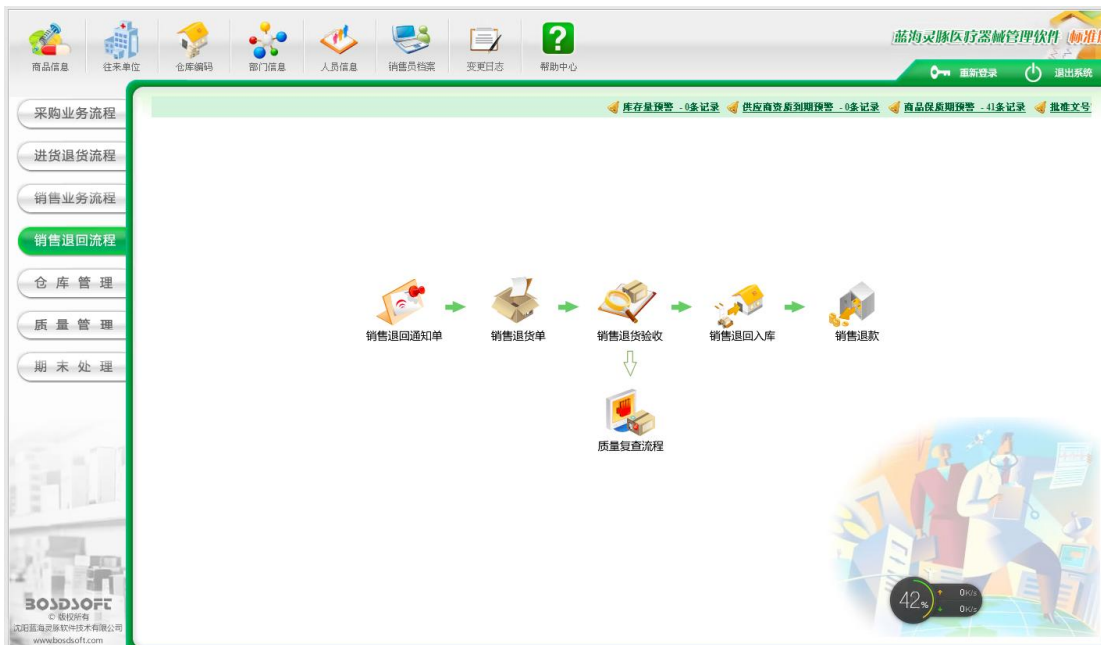 蓝海灵豚医疗器械管理软件
商品信息
往来单位
仓库编码
部门信息
人员信息
销售员档案
变更日志
帮助中心
重新登录
退出系统
库存量预警 - 0条记录
供应商资质到期预警 - 0条记录
商品保质期预警 - 41条记录
批准文号
采购业务流程
进货退货流程
销售业务流程
销售退回流程
仓库管理
质量管理
期末处理
销售退回通知单
销售退货单
销售退货验收
销售退回入库
销售退款
质量复查流程
42%
0K/s
0K/s
BOSDSOFT
© 版权所有
沈阳蓝海灵豚软件技术有限公司
www.bosdsoft.com